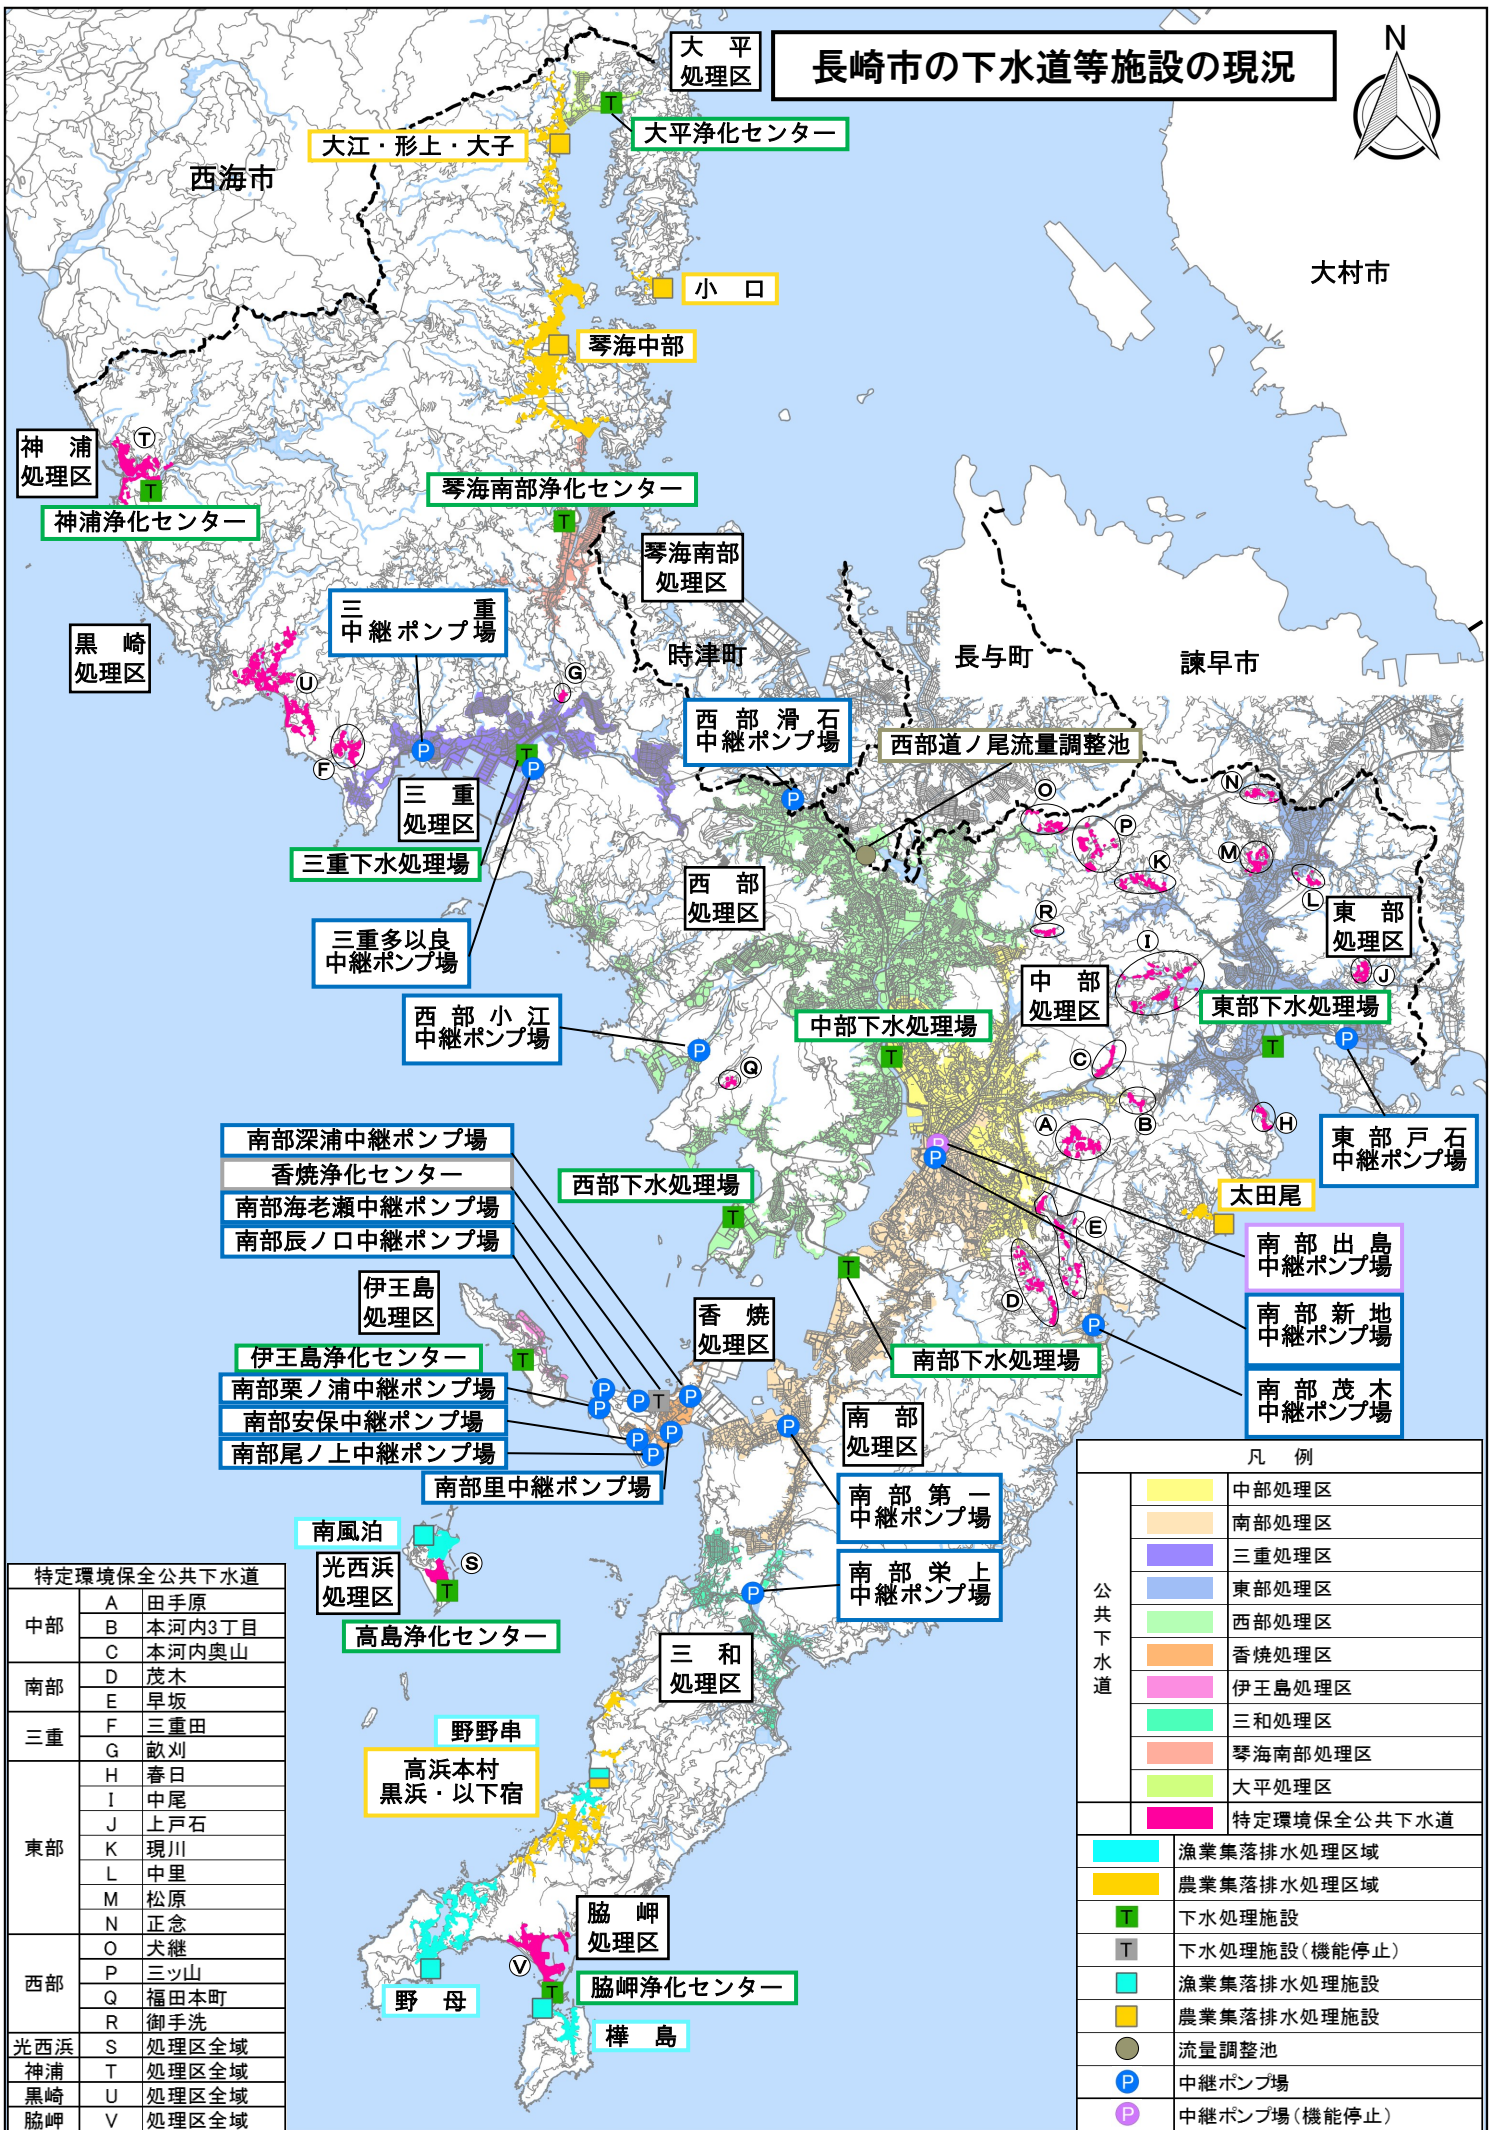 長崎市の下水道等施設の現況
N
大　平
処理区
T
大平浄化センター
大江・形上・大子
西海市
大村市
小　口
琴海中部
神　浦
処理区
T
T
神浦浄化センター
琴海南部浄化センター
T
琴海南部
処理区
三　重
中継ポンプ場
黒　崎
処理区
U
時津町
長与町
諫早市
G
F
P
T
P
三　重
処理区
西部滑石
中継ポンプ場
P
西部道ノ尾流量調整池
三重下水処理場
三重多以良
中継ポンプ場
西　部
処理区
O
P
K
N
M
L
R
I
J
東　部
処理区
中　部
処理区
東部下水処理場
T
P
西部小江
中継ポンプ場
P
Q
中部下水処理場
T
C
B
A
H
東部戸石
中継ポンプ場
南部深浦中継ポンプ場
香焼浄化センター
南部海老瀬中継ポンプ場
南部辰ノ口中継ポンプ場
西部下水処理場
T
P
P
太田尾
E
D
南部出島
中継ポンプ場
南部新地
中継ポンプ場
南部茂木
中継ポンプ場
P
伊王島
処理区
香　焼
処理区
T
南部下水処理場
伊王島浄化センター
T
南部栗ノ浦中継ポンプ場
南部安保中継ポンプ場
南部尾ノ上中継ポンプ場
南部里中継ポンプ場
P
P
P
T
P
P
P
P
P
南　部
処理区
南部第一
中継ポンプ場
南部栄上
中継ポンプ場
P
南風泊
光西浜
処理区
S
T
高島浄化センター
三　和
処理区
野野串
高浜本村
黒浜・以下宿
脇　岬
処理区
V
T
脇岬浄化センター
野　母
樺　島
特定環境保全公共下水道
中部 A 田手原
B 本河内3丁目
C 本河内奥山
南部 D 茂木
E 早坂
三重 F 三重田
G 畝刈
東部 H 春日
I 中尾
J 上戸石
K 現川
L 中里
M 松原
N 正念
西部 O 犬継
P 三ッ山
Q 福田本町
R 御手洗
光西浜 S 処理区全域
神浦 T 処理区全域
黒崎 U 処理区全域
脇岬 V 処理区全域
凡　例
公共下水道
中部処理区
南部処理区
三重処理区
東部処理区
西部処理区
香焼処理区
伊王島処理区
三和処理区
琴海南部処理区
大平処理区
特定環境保全公共下水道
漁業集落排水処理区域
農業集落排水処理区域
T 下水処理施設
T 下水処理施設(機能停止)
漁業集落排水処理施設
農業集落排水処理施設
流量調整池
P 中継ポンプ場
P 中継ポンプ場(機能停止)